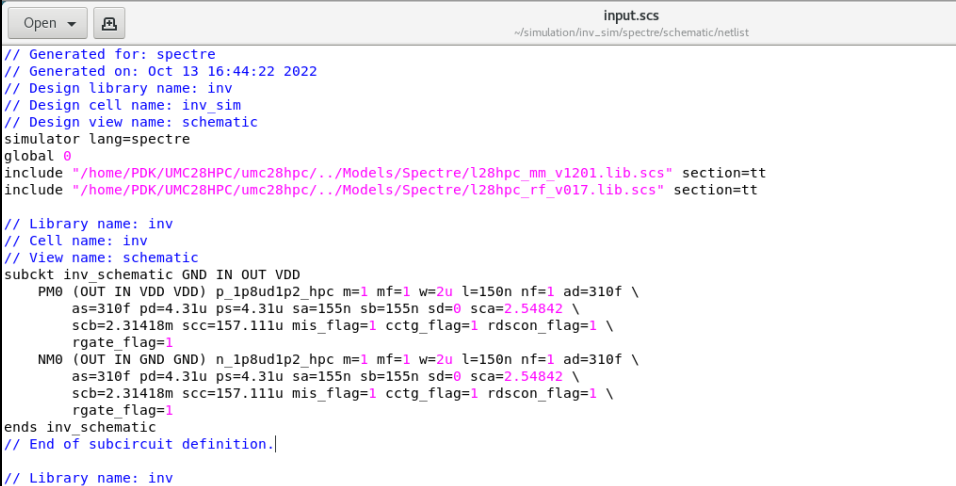 Open
input.scs
~/simulation/inv_sim/spectre/schematic/netlist
// Generated for: spectre
// Generated on: Oct 13 16:44:22 2022
// Design library name: inv
// Design cell name: inv_sim
// Design view name: schematic
simulator lang=spectre
global 0
include "/home/PDK/UMC28HPC/umc28hpc/../Models/Spectre/l28hpc_mm_v1201.lib.scs" section=tt
include "/home/PDK/UMC28HPC/umc28hpc/../Models/Spectre/l28hpc_rf_v017.lib.scs" section=tt
// Library name: inv
// Cell name: inv
// View name: schematic
subckt inv_schematic GND IN OUT VDD
    PM0 (OUT IN VDD VDD) p_1p8ud1p2_hpc m=1 mf=1 w=2u l=150n nf=1 ad=310f \
        as=310f pd=4.31u ps=4.31u sa=155n sb=155n sd=0 sca=2.54842 \
        scb=2.31418m scc=157.111u mis_flag=1 cctg_flag=1 rdscon_flag=1 \
        rgate_flag=1
    NM0 (OUT IN GND GND) n_1p8ud1p2_hpc m=1 mf=1 w=2u l=150n nf=1 ad=310f \
        as=310f pd=4.31u ps=4.31u sa=155n sb=155n sd=0 sca=2.54842 \
        scb=2.31418m scc=157.111u mis_flag=1 cctg_flag=1 rdscon_flag=1 \
        rgate_flag=1
ends inv_schematic
// End of subcircuit definition.
// Library name: inv